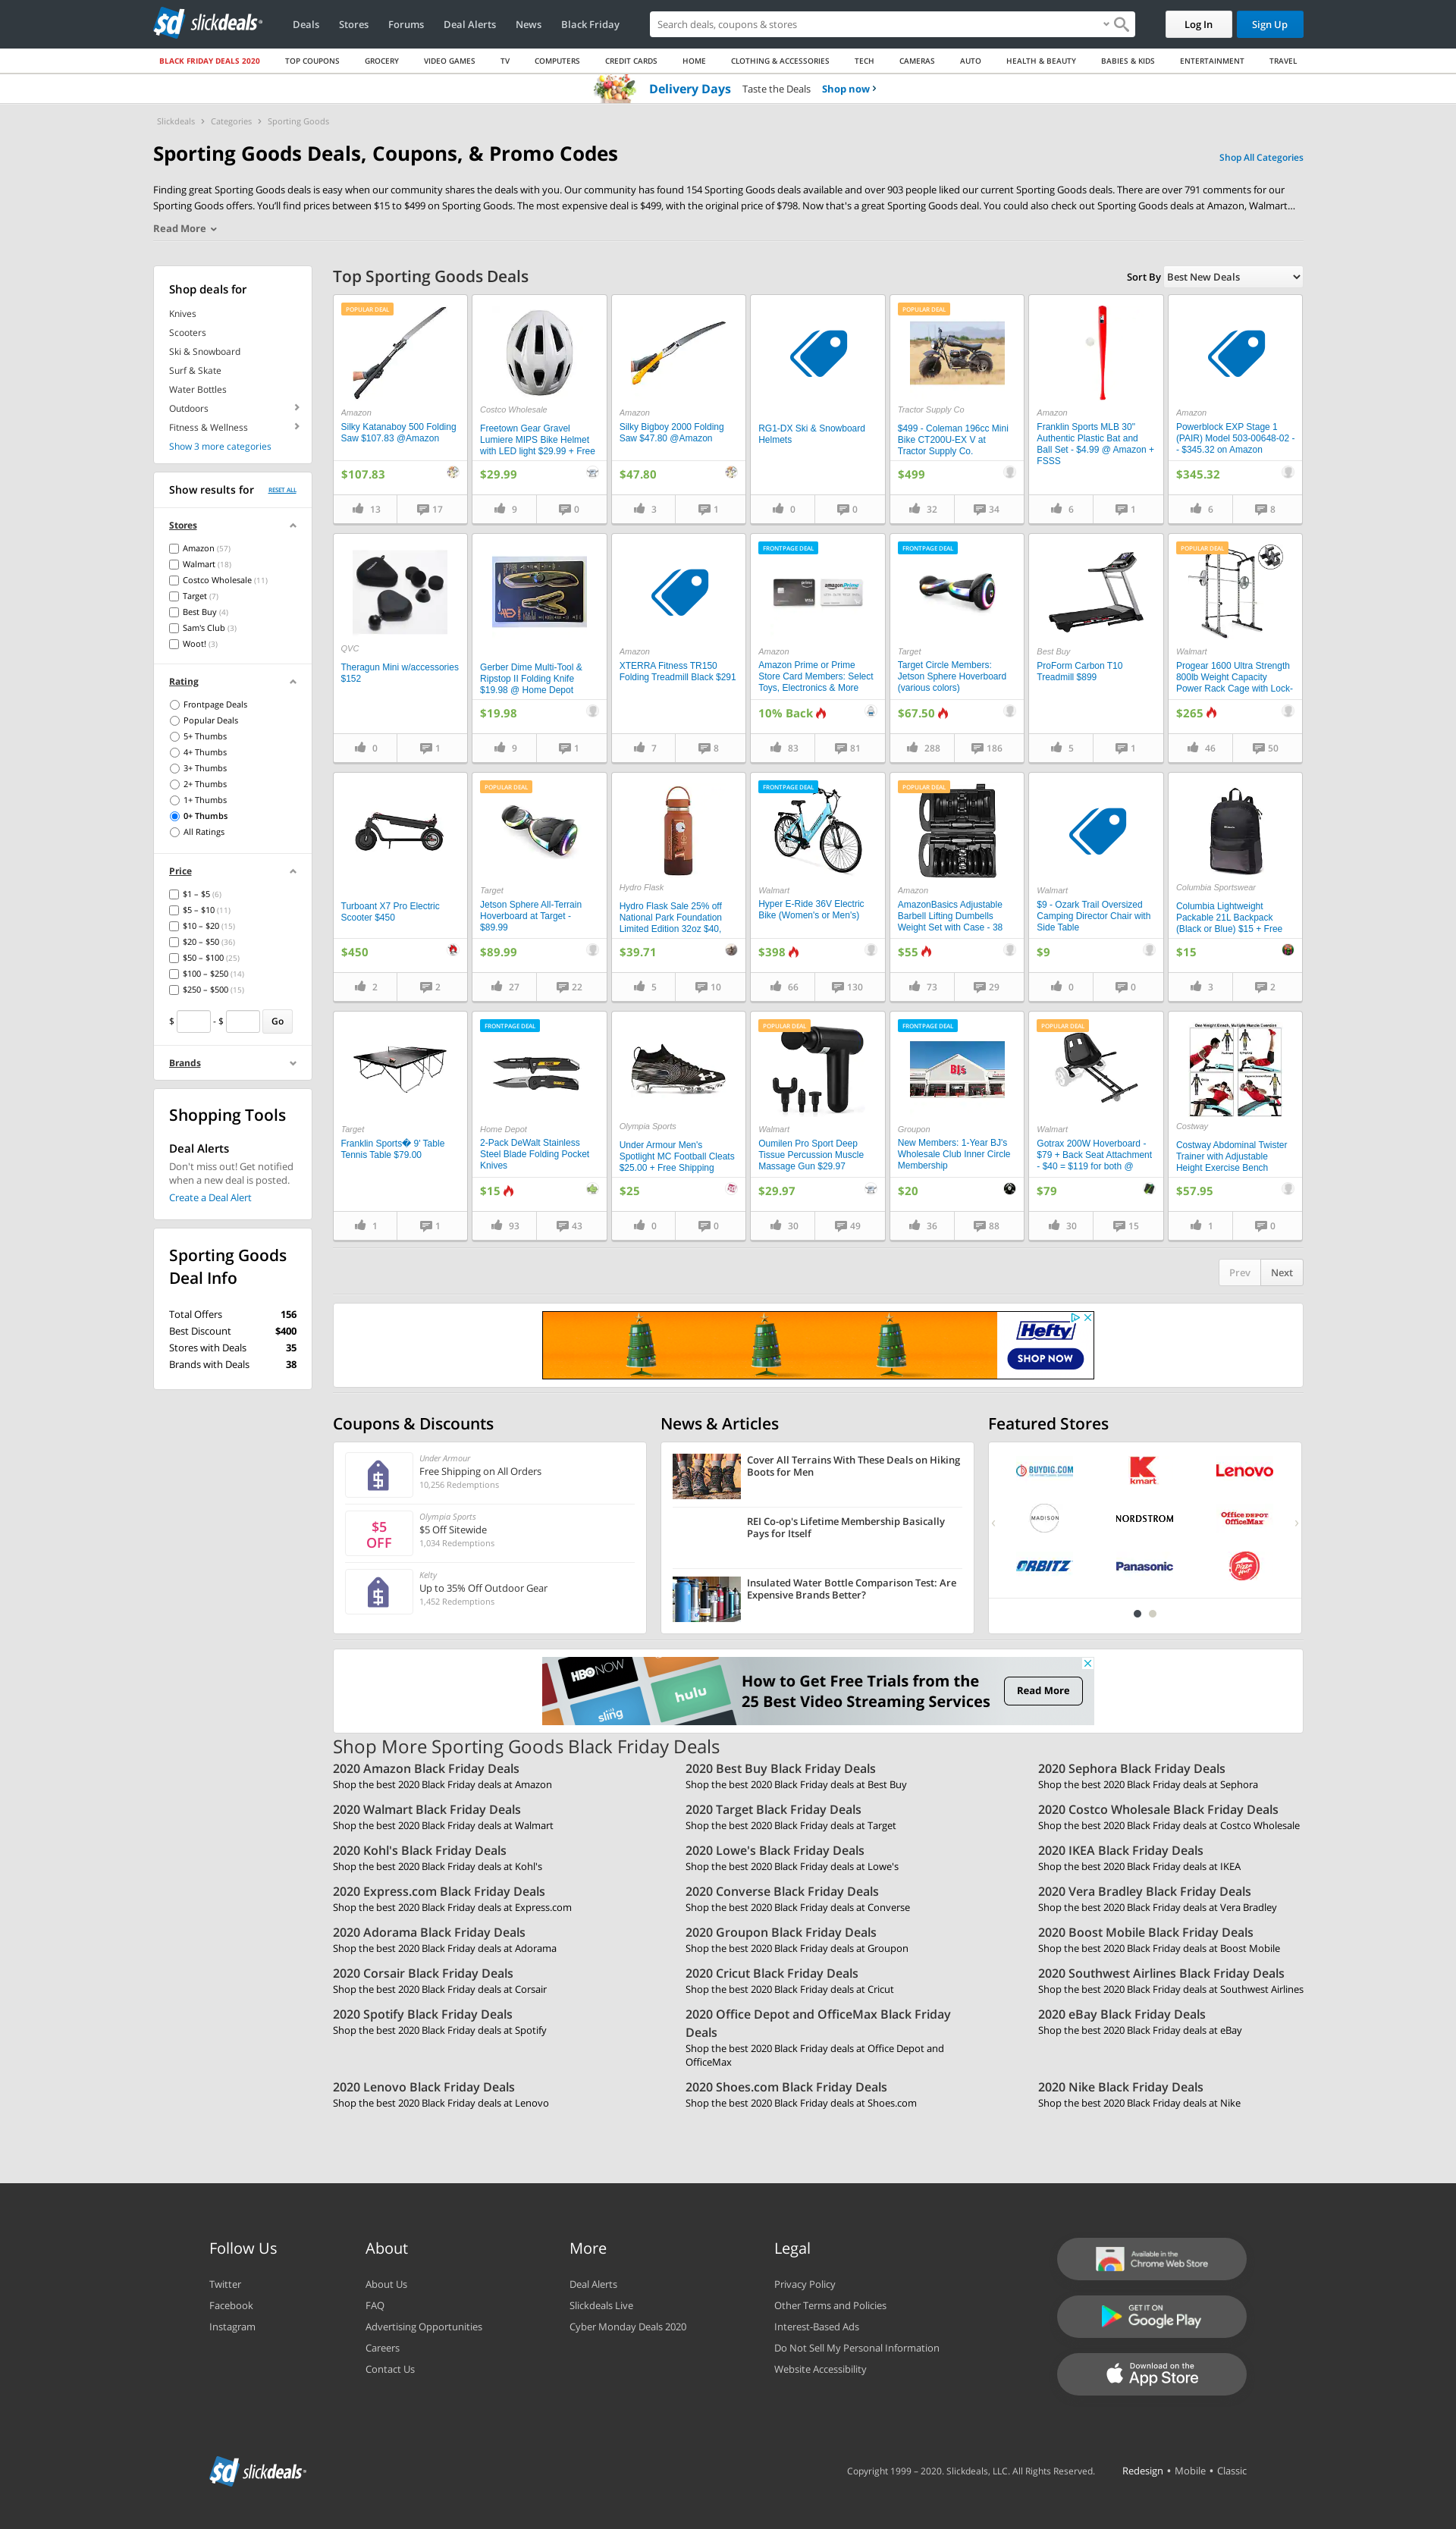 slickdeals
Deals Stores Forums Deal Alerts News Black Friday
Search deals, coupons & stores
Log In Sign Up
BLACK FRIDAY DEALS 2020 TOP COUPONS GROCERY VIDEO GAMES TV COMPUTERS CREDIT CARDS HOME CLOTHING & ACCESSORIES TECH CAMERAS AUTO HEALTH & BEAUTY BABIES & KIDS ENTERTAINMENT TRAVEL
Delivery Days Taste the Deals Shop now
Slickdeals Categories Sporting Goods
Sporting Goods Deals, Coupons, & Promo Codes
Shop All Categories
Finding great Sporting Goods deals is easy when our community shares the deals with you. Our community has found 154 Sporting Goods deals available and over 903 people liked our current Sporting Goods deals. There are over 791 comments for our
Sporting Goods offers. You'll find prices between $15 to $499 on Sporting Goods. The most expensive deal is $499, with the original price of $798. Now that's a great Sporting Goods deal. You could also check out Sporting Goods deals at Amazon, Walmart...
Read More
Shop deals for
Knives
Scooters
Ski & Snowboard
Surf & Skate
Water Bottles
Outdoors
Fitness & Wellness
Show 3 more categories
Show results for RESET ALL
Stores
Amazon (57)
Walmart (18)
Costco Wholesale (11)
Target (7)
Best Buy (4)
Sam's Club (3)
Woot! (3)
Rating
Frontpage Deals
Popular Deals
5+ Thumbs
4+ Thumbs
3+ Thumbs
2+ Thumbs
1+ Thumbs
0+ Thumbs
All Ratings
Price
$1 – $5 (6)
$5 – $10 (11)
$10 – $20 (15)
$20 – $50 (36)
$50 – $100 (25)
$100 – $250 (14)
$250 – $500 (15)
$ - $ Go
Brands
Shopping Tools
Deal Alerts
Don't miss out! Get notified
when a new deal is posted.
Create a Deal Alert
Sporting Goods
Deal Info
Total Offers 156
Best Discount $400
Stores with Deals 35
Brands with Deals 38
Top Sporting Goods Deals
Sort By Best New Deals
POPULAR DEAL
Amazon
Silky Katanaboy 500 Folding
Saw $107.83 @Amazon
$107.83
13 17
Costco Wholesale
Freetown Gear Gravel
Lumiere MIPS Bike Helmet
with LED light $29.99 + Free
$29.99
9 0
Amazon
Silky Bigboy 2000 Folding
Saw $47.80 @Amazon
$47.80
3 1
RG1-DX Ski & Snowboard
Helmets
0 0
POPULAR DEAL
Tractor Supply Co
$499 - Coleman 196cc Mini
Bike CT200U-EX V at
Tractor Supply Co.
$499
32 34
Amazon
Franklin Sports MLB 30"
Authentic Plastic Bat and
Ball Set - $4.99 @ Amazon +
FSSS
6 1
Amazon
Powerblock EXP Stage 1
(PAIR) Model 503-00648-02 -
- $345.32 on Amazon
$345.32
6 8
QVC
Theragun Mini w/accessories
$152
0 1
Gerber Dime Multi-Tool &
Ripstop II Folding Knife
$19.98 @ Home Depot
$19.98
9 1
Amazon
XTERRA Fitness TR150
Folding Treadmill Black $291
7 8
FRONTPAGE DEAL
Amazon
Amazon Prime or Prime
Store Card Members: Select
Toys, Electronics & More
10% Back
83 81
FRONTPAGE DEAL
Target
Target Circle Members:
Jetson Sphere Hoverboard
(various colors)
$67.50
288 186
Best Buy
ProForm Carbon T10
Treadmill $899
5 1
POPULAR DEAL
Walmart
Progear 1600 Ultra Strength
800lb Weight Capacity
Power Rack Cage with Lock-
$265
46 50
Turboant X7 Pro Electric
Scooter $450
$450
2 2
POPULAR DEAL
Target
Jetson Sphere All-Terrain
Hoverboard at Target -
$89.99
$89.99
27 22
Hydro Flask
Hydro Flask Sale 25% off
National Park Foundation
Limited Edition 32oz $40,
$39.71
5 10
FRONTPAGE DEAL
Walmart
Hyper E-Ride 36V Electric
Bike (Women's or Men's)
$398
66 130
POPULAR DEAL
Amazon
AmazonBasics Adjustable
Barbell Lifting Dumbells
Weight Set with Case - 38
$55
73 29
Walmart
$9 - Ozark Trail Oversized
Camping Director Chair with
Side Table
$9
0 0
Columbia Sportswear
Columbia Lightweight
Packable 21L Backpack
(Black or Blue) $15 + Free
$15
3 2
Target
Franklin Sports� 9' Table
Tennis Table $79.00
1 1
FRONTPAGE DEAL
Home Depot
2-Pack DeWalt Stainless
Steel Blade Folding Pocket
Knives
$15
93 43
Olympia Sports
Under Armour Men's
Spotlight MC Football Cleats
$25.00 + Free Shipping
$25
0 0
POPULAR DEAL
Walmart
Oumilen Pro Sport Deep
Tissue Percussion Muscle
Massage Gun $29.97
$29.97
30 49
FRONTPAGE DEAL
BJ's
Groupon
New Members: 1-Year BJ's
Wholesale Club Inner Circle
Membership
$20
36 88
POPULAR DEAL
Walmart
Gotrax 200W Hoverboard -
$79 + Back Seat Attachment
- $40 = $119 for both @
$79
30 15
Costway
Costway Abdominal Twister
Trainer with Adjustable
Height Exercise Bench
$57.95
1 0
Prev Next
Hefty
SHOP NOW
Coupons & Discounts
Under Armour
Free Shipping on All Orders
10,256 Redemptions
$5
OFF
Olympia Sports
$5 Off Sitewide
1,034 Redemptions
Kelty
Up to 35% Off Outdoor Gear
1,452 Redemptions
News & Articles
Cover All Terrains With These Deals on Hiking
Boots for Men
REI Co-op's Lifetime Membership Basically
Pays for Itself
Insulated Water Bottle Comparison Test: Are
Expensive Brands Better?
Featured Stores
BUYDIG.COM
kmart
Lenovo
MADISON
NORDSTROM
Office DEPOT
OfficeMax
ORBITZ
Panasonic
Pizza Hut
HBO NOW
hulu
sling
How to Get Free Trials from the
25 Best Video Streaming Services
Read More
Shop More Sporting Goods Black Friday Deals
2020 Amazon Black Friday Deals
Shop the best 2020 Black Friday deals at Amazon
2020 Best Buy Black Friday Deals
Shop the best 2020 Black Friday deals at Best Buy
2020 Sephora Black Friday Deals
Shop the best 2020 Black Friday deals at Sephora
2020 Walmart Black Friday Deals
Shop the best 2020 Black Friday deals at Walmart
2020 Target Black Friday Deals
Shop the best 2020 Black Friday deals at Target
2020 Costco Wholesale Black Friday Deals
Shop the best 2020 Black Friday deals at Costco Wholesale
2020 Kohl's Black Friday Deals
Shop the best 2020 Black Friday deals at Kohl's
2020 Lowe's Black Friday Deals
Shop the best 2020 Black Friday deals at Lowe's
2020 IKEA Black Friday Deals
Shop the best 2020 Black Friday deals at IKEA
2020 Express.com Black Friday Deals
Shop the best 2020 Black Friday deals at Express.com
2020 Converse Black Friday Deals
Shop the best 2020 Black Friday deals at Converse
2020 Vera Bradley Black Friday Deals
Shop the best 2020 Black Friday deals at Vera Bradley
2020 Adorama Black Friday Deals
Shop the best 2020 Black Friday deals at Adorama
2020 Groupon Black Friday Deals
Shop the best 2020 Black Friday deals at Groupon
2020 Boost Mobile Black Friday Deals
Shop the best 2020 Black Friday deals at Boost Mobile
2020 Corsair Black Friday Deals
Shop the best 2020 Black Friday deals at Corsair
2020 Cricut Black Friday Deals
Shop the best 2020 Black Friday deals at Cricut
2020 Southwest Airlines Black Friday Deals
Shop the best 2020 Black Friday deals at Southwest Airlines
2020 Spotify Black Friday Deals
Shop the best 2020 Black Friday deals at Spotify
2020 Office Depot and OfficeMax Black Friday
Deals
Shop the best 2020 Black Friday deals at Office Depot and
OfficeMax
2020 eBay Black Friday Deals
Shop the best 2020 Black Friday deals at eBay
2020 Lenovo Black Friday Deals
Shop the best 2020 Black Friday deals at Lenovo
2020 Shoes.com Black Friday Deals
Shop the best 2020 Black Friday deals at Shoes.com
2020 Nike Black Friday Deals
Shop the best 2020 Black Friday deals at Nike
Follow Us
Twitter
Facebook
Instagram
About
About Us
FAQ
Advertising Opportunities
Careers
Contact Us
More
Deal Alerts
Slickdeals Live
Cyber Monday Deals 2020
Legal
Privacy Policy
Other Terms and Policies
Interest-Based Ads
Do Not Sell My Personal Information
Website Accessibility
Available in the
Chrome Web Store
GET IT ON
Google Play
Download on the
App Store
slickdeals
Copyright 1999 – 2020. Slickdeals, LLC. All Rights Reserved. Redesign • Mobile • Classic